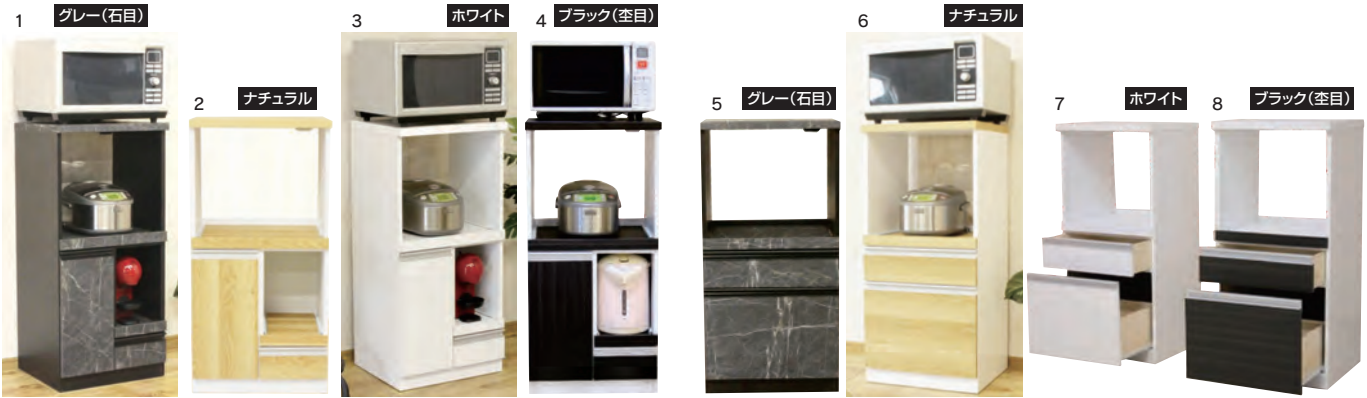 1 グレー（石目）
2 ナチュラル
3 ホワイト
4 ブラック（杢目）
5 グレー（石目）
6 ナチュラル
7 ホワイト
8 ブラック（杢目）